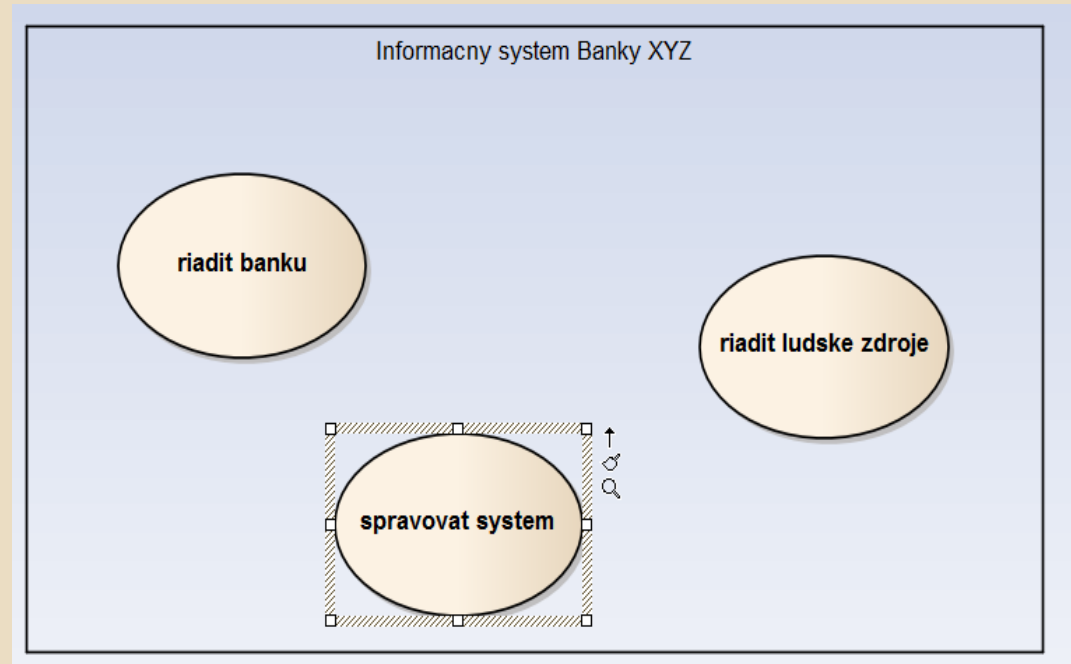 Informacny system Banky XYZ
riadit banku
riadit ludske zdroje
spravovat system